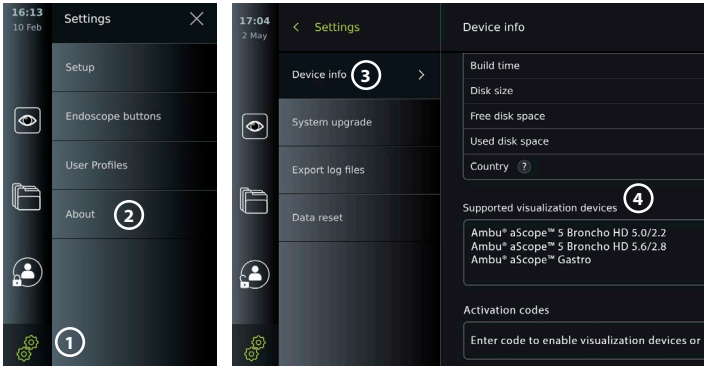 16:13
10 Feb
Settings
Setup
Endoscope buttons
User Profiles
About
2
1
17:04
2 May
< Settings
Device info
3
>
System upgrade
Export log files
Data reset
Device info
Build time
Disk size
Free disk space
Used disk space
Country ?
4
Supported visualization devices
Ambu® aScope™ 5 Broncho HD 5.0/2.2
Ambu® aScope™ 5 Broncho HD 5.6/2.8
Ambu® aScope™ Gastro
Activation codes
Enter code to enable visualization devices or